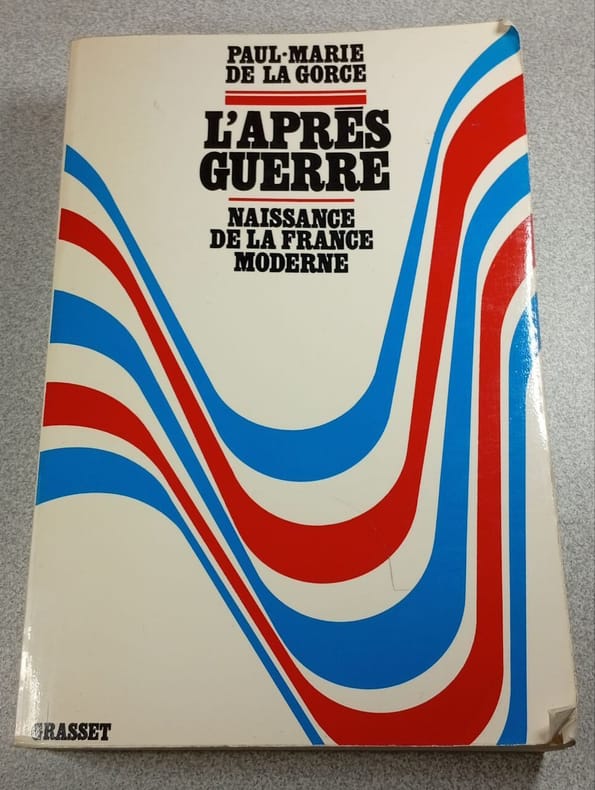 PAUL·MARIE
DE LA GORCE
L'APRÈS
GUERRE
NAISSANCE
DE LA FRANCE
MODERNE
GRASSET